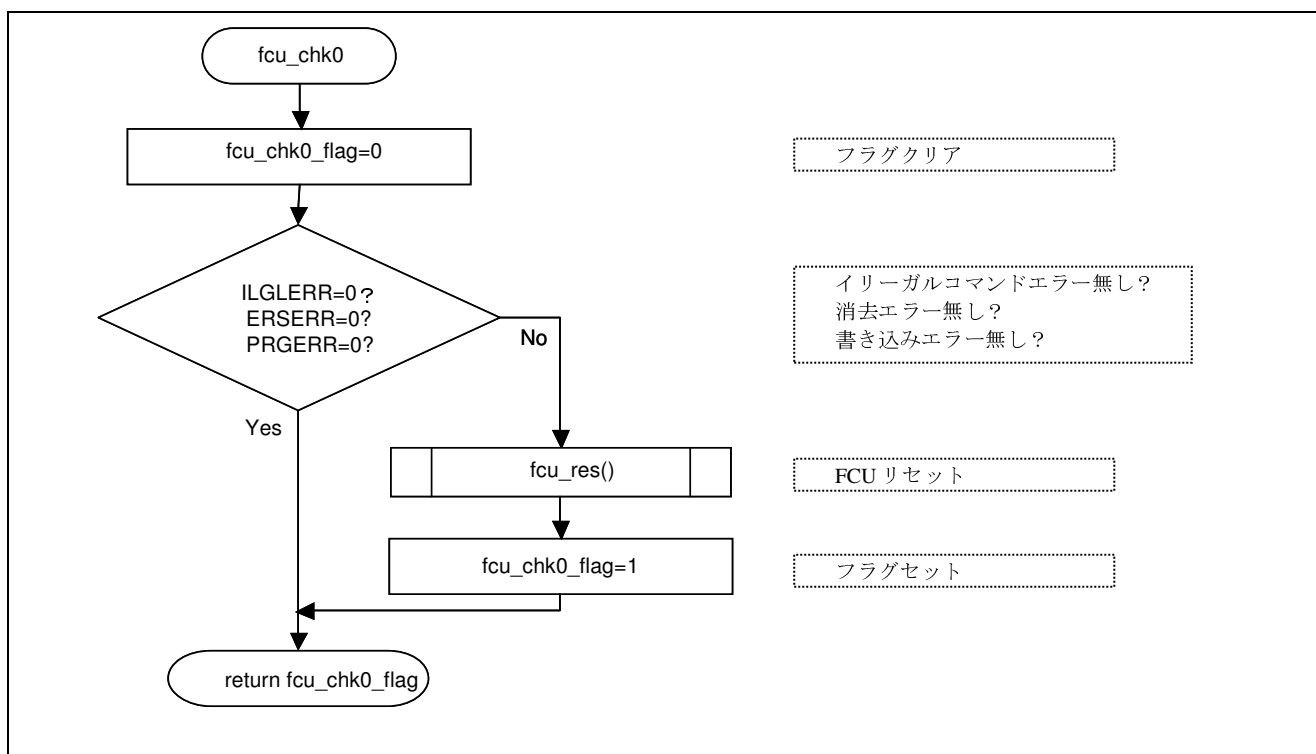 fcu_chk0
fcu_chk0_flag=0
フラグクリア
ILGLERR=0？
ERSERR=0?
PRGERR=0?
イリーガルコマンドエラー無し？
消去エラー無し？
書き込みエラー無し？
No
Yes
fcu_res()
FCU リセット
fcu_chk0_flag=1
フラグセット
return fcu_chk0_flag